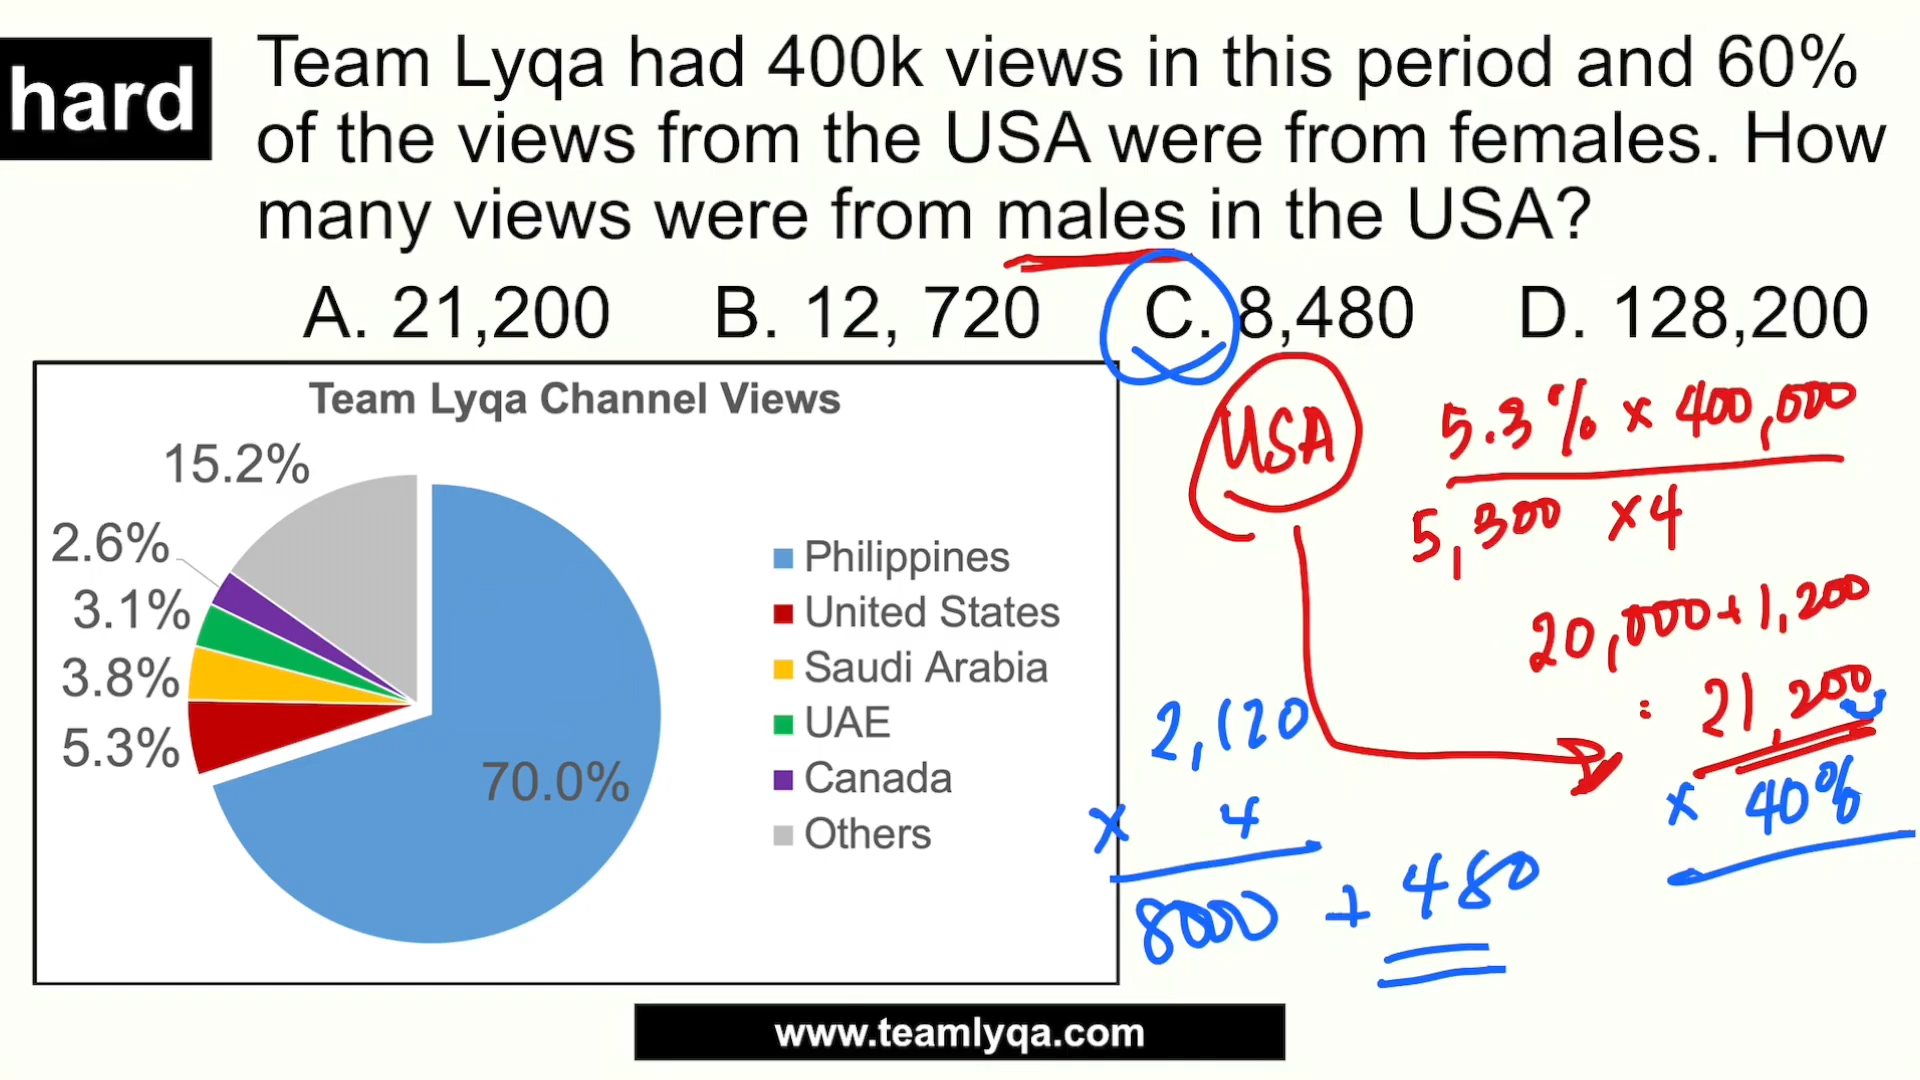 hard
Team Lyqa had 400k views in this period and 60%
of the views from the USA were from females. How
many views were from males in the USA?
A. 21,200 B. 12, 720 C. 8,480 D. 128,200
Team Lyqa Channel Views
15.2%
2.6%
3.1%
3.8%
5.3%
70.0%
Philippines
United States
Saudi Arabia
UAE
Canada
Others
USA
5.3% x 400,000
5,300 x4
20,000+1,200
= 21,200
x 40%
2,120
x 4
8000 + 480
www.teamlyqa.com